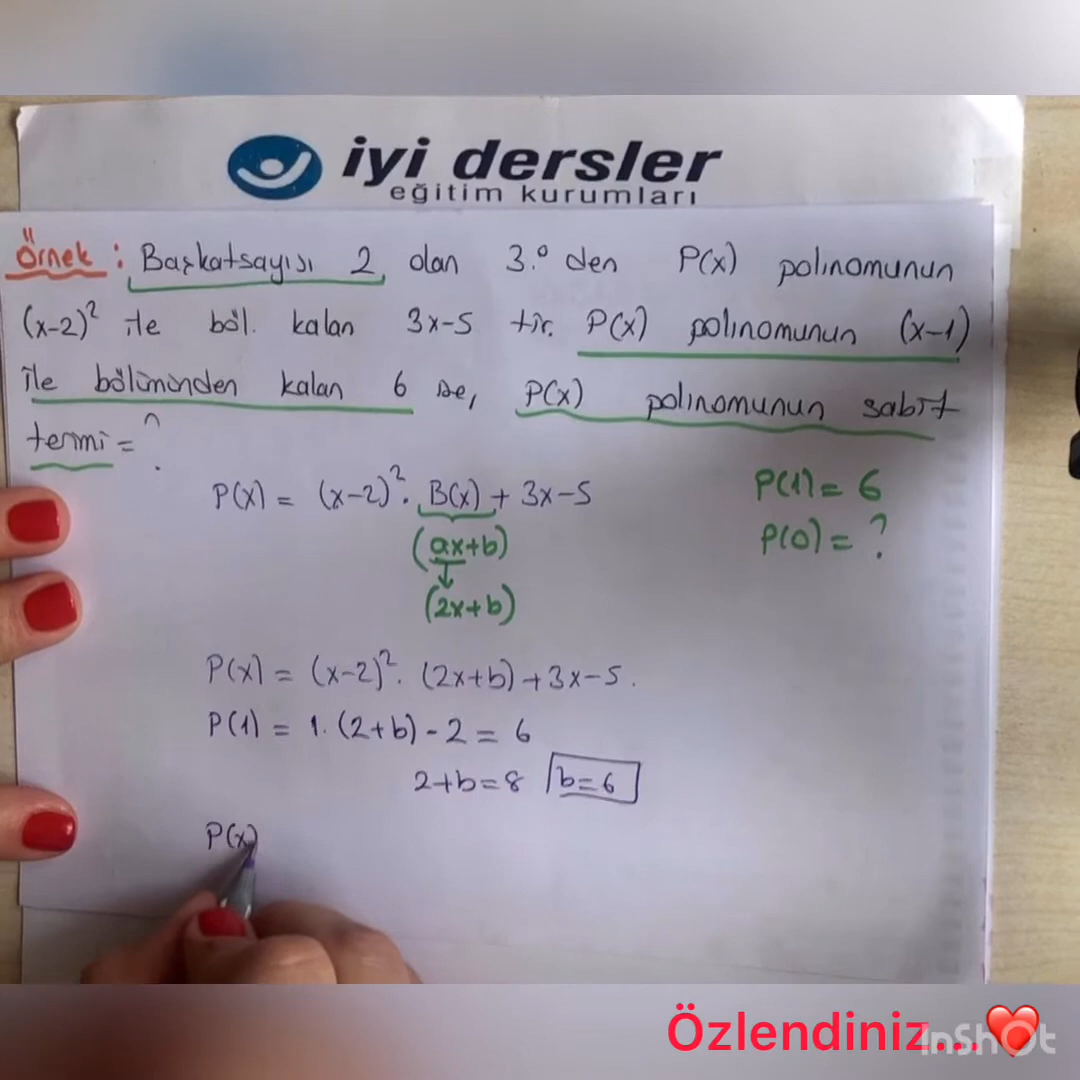 iyi dersler
eğitim kurumları
Örnek : Başkatsayısı 2 olan 3.° den P(x) polinomunun
(x-2)² ile böl. kalan 3x-5 tir. P(x) polinomunun (x-1)
ile bölümünden kalan 6 ise, P(x) polinomunun sabit
termi = ?
P(x) = (x-2)². B(x) + 3x-5
P(1) = 6
(ax+b)
P(0) = ?
↓
(2x+b)
P(x) = (x-2)². (2x+b) + 3x-5.
P(1) = 1. (2+b) - 2 = 6
2+b=8 b=6
P(x)
Özlendiniz...❤️
InShOt